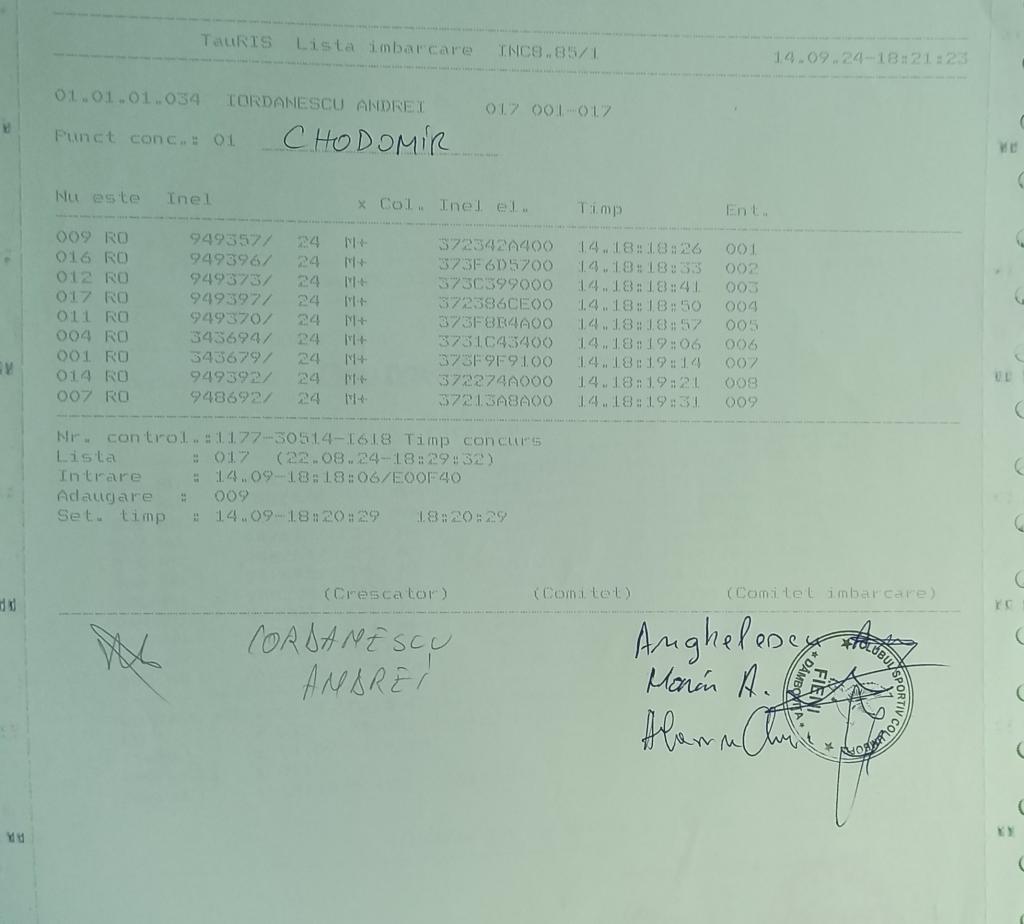 TauRIS Lista imbarcare INC8.85/1 14.09.24-18:21:23
01.01.01.034 IORDANESCU ANDREI 017 001-017
Punct conc.: 01 CHODOMIR
Nu este Inel x Col. Inel el. Timp Ent.
009 RO 949357/ 24 M+ 372342A400 14.18:18:26 001
016 RO 949396/ 24 M+ 373F6D5700 14.18:18:33 002
012 RO 949373/ 24 M+ 373C399000 14.18:18:41 003
017 RO 949397/ 24 M+ 372386CE00 14.18:18:50 004
011 RO 949370/ 24 M+ 373F8B4A00 14.18:18:57 005
004 RO 343694/ 24 M+ 3731C43400 14.18:19:06 006
001 RO 343679/ 24 M+ 373F9F9100 14.18:19:14 007
014 RO 949392/ 24 M+ 372274A000 14.18:19:21 008
007 RO 948692/ 24 M+ 37213A8A00 14.18:19:31 009
Nr. control.:1177-30514-I618 Timp concurs
Lista : 017 (22.08.24-18:29:32)
Intrare : 14.09-18:18:06/E00F40
Adaugare : 009
Set. timp : 14.09-18:20:29 18:20:29
(Crescator) (Comitet) (Comitet imbarcare)
IORDANESCU
ANDREI
Anghelescu
A.
CLUBUL SPORTIV
FIENI
DAMBOVITA